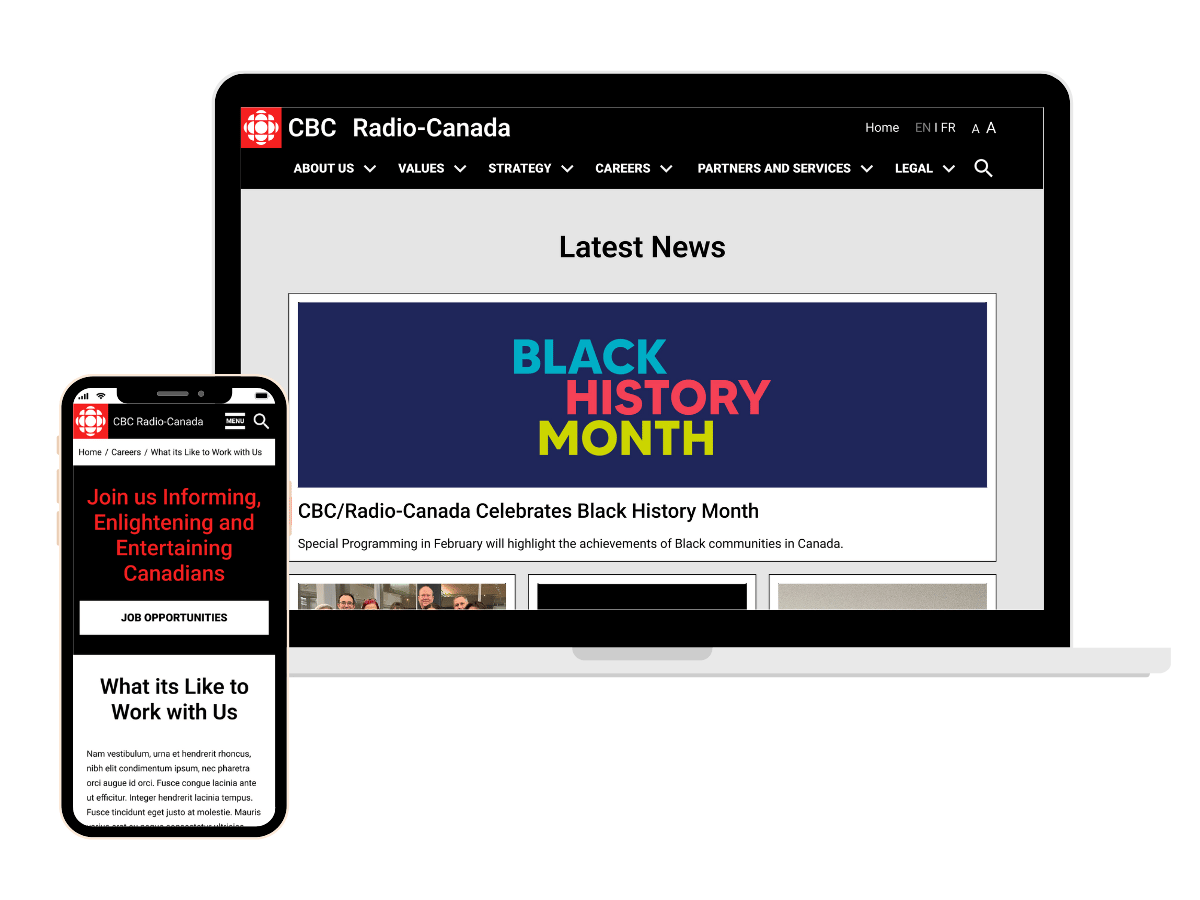 CBC Radio-Canada
Home EN I FR A A
ABOUT US VALUES STRATEGY CAREERS PARTNERS AND SERVICES LEGAL
Latest News
BLACK
HISTORY
MONTH
CBC/Radio-Canada Celebrates Black History Month
Special Programming in February will highlight the achievements of Black communities in Canada.
CBC Radio-Canada
MENU
Home / Careers / What its Like to Work with Us
Join us Informing,
Enlightening and
Entertaining
Canadians
JOB OPPORTUNITIES
What its Like to
Work with Us
Nam vestibulum, urna et hendrerit rhoncus,
nibh elit condimentum ipsum, nec pharetra
orci augue id orci. Fusce congue lacinia ante
ut efficitur. Integer hendrerit lacinia tempus.
Fusce tincidunt eget justo at molestie. Mauris